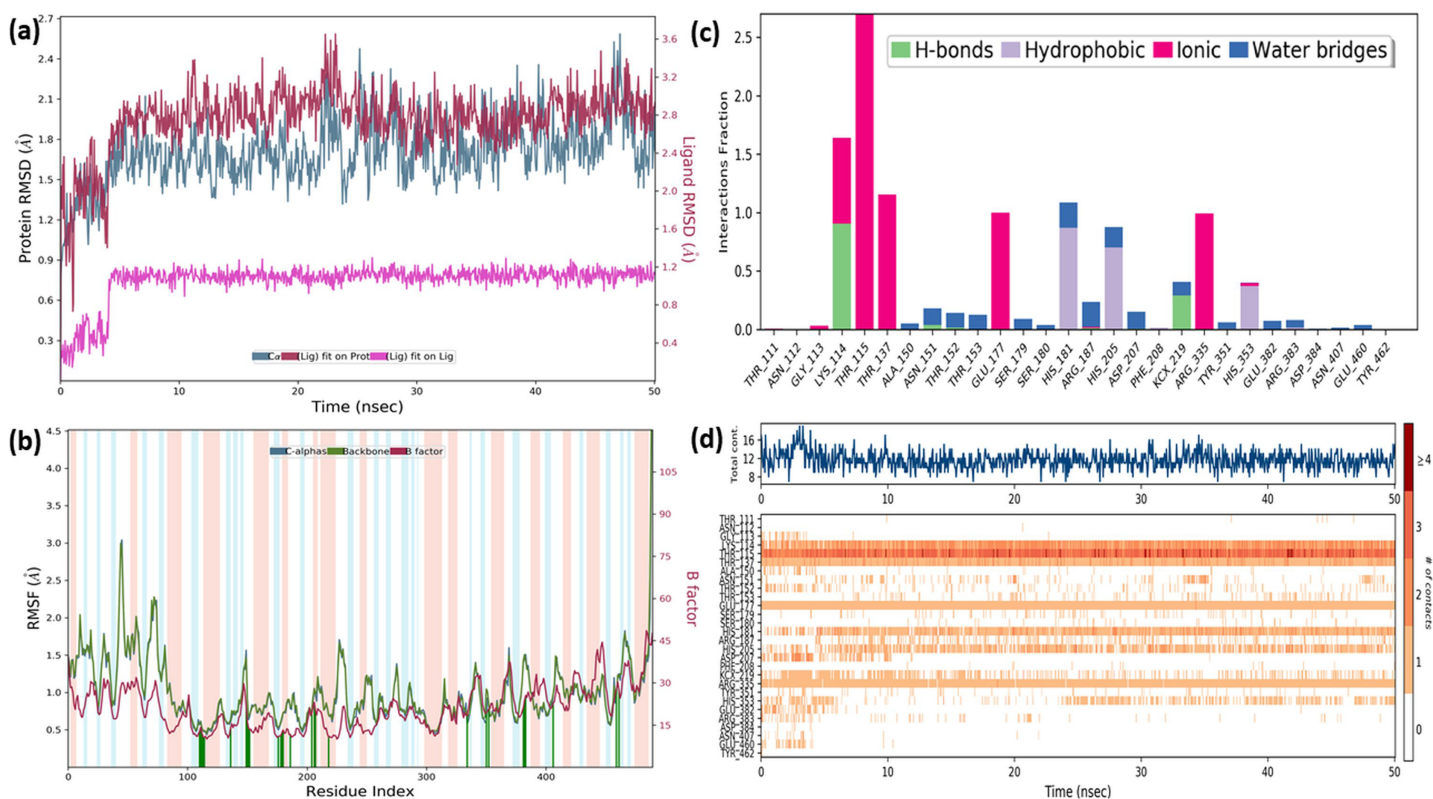 (a)
2.7
2.4
2.1
1.8
1.5
1.2
0.9
0.6
0.3
Protein RMSD (Å)
3.6
3.2
2.8
2.4
2.0
1.6
1.2
0.8
0.4
Ligand RMSD (Å)
Cα (Lig) fit on Prot (Lig) fit on Lig
0 10 20 30 40 50
Time (nsec)
(b)
4.5
4.0
3.5
3.0
2.5
2.0
1.5
1.0
0.5
RMSF (Å)
C-alphas Backbone B factor
105
90
75
60
45
30
15
B factor
0 100 200 300 400
Residue Index
(c)
2.5
2.0
1.5
1.0
0.5
0.0
Interactions Fraction
H-bonds Hydrophobic Ionic Water bridges
THR_111
ASN_112
GLY_113
LYS_114
THR_115
THR_137
ALA_150
ASN_151
THR_152
THR_153
GLU_177
SER_179
SER_180
HIS_181
ARG_187
HIS_205
ASP_207
PHE_208
KCX_219
ARG_335
TYR_351
HIS_353
GLU_382
ARG_383
ASP_384
ASN_407
GLU_460
TYR_462
(d)
Total cont.
16
12
8
0 10 20 30 40 50
THR_111
ASN_112
GLY_113
LYS_114
THR_115
THR_137
ALA_150
ASN_151
THR_152
THR_153
GLU_177
SER_179
SER_180
HIS_181
ARG_187
HIS_205
ASP_207
PHE_208
KCX_219
ARG_335
TYR_351
HIS_353
GLU_382
ARG_383
ASP_384
ASN_407
GLU_460
TYR_462
0 10 20 30 40 50
Time (nsec)
≥4
3
2
1
0
# of contacts